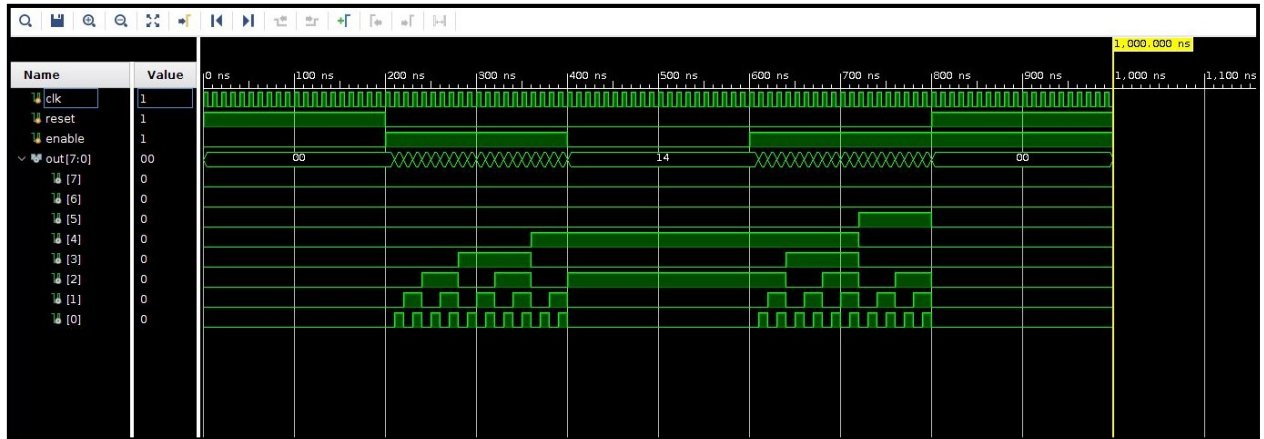 1,000.000 ns
Name Value 0 ns 100 ns 200 ns 300 ns 400 ns 500 ns 600 ns 700 ns 800 ns 900 ns 1,000 ns 1,100 ns
clk 1
reset 1
enable 1
out[7:0] 00 00 14 00
[7] 0
[6] 0
[5] 0
[4] 0
[3] 0
[2] 0
[1] 0
[0] 0